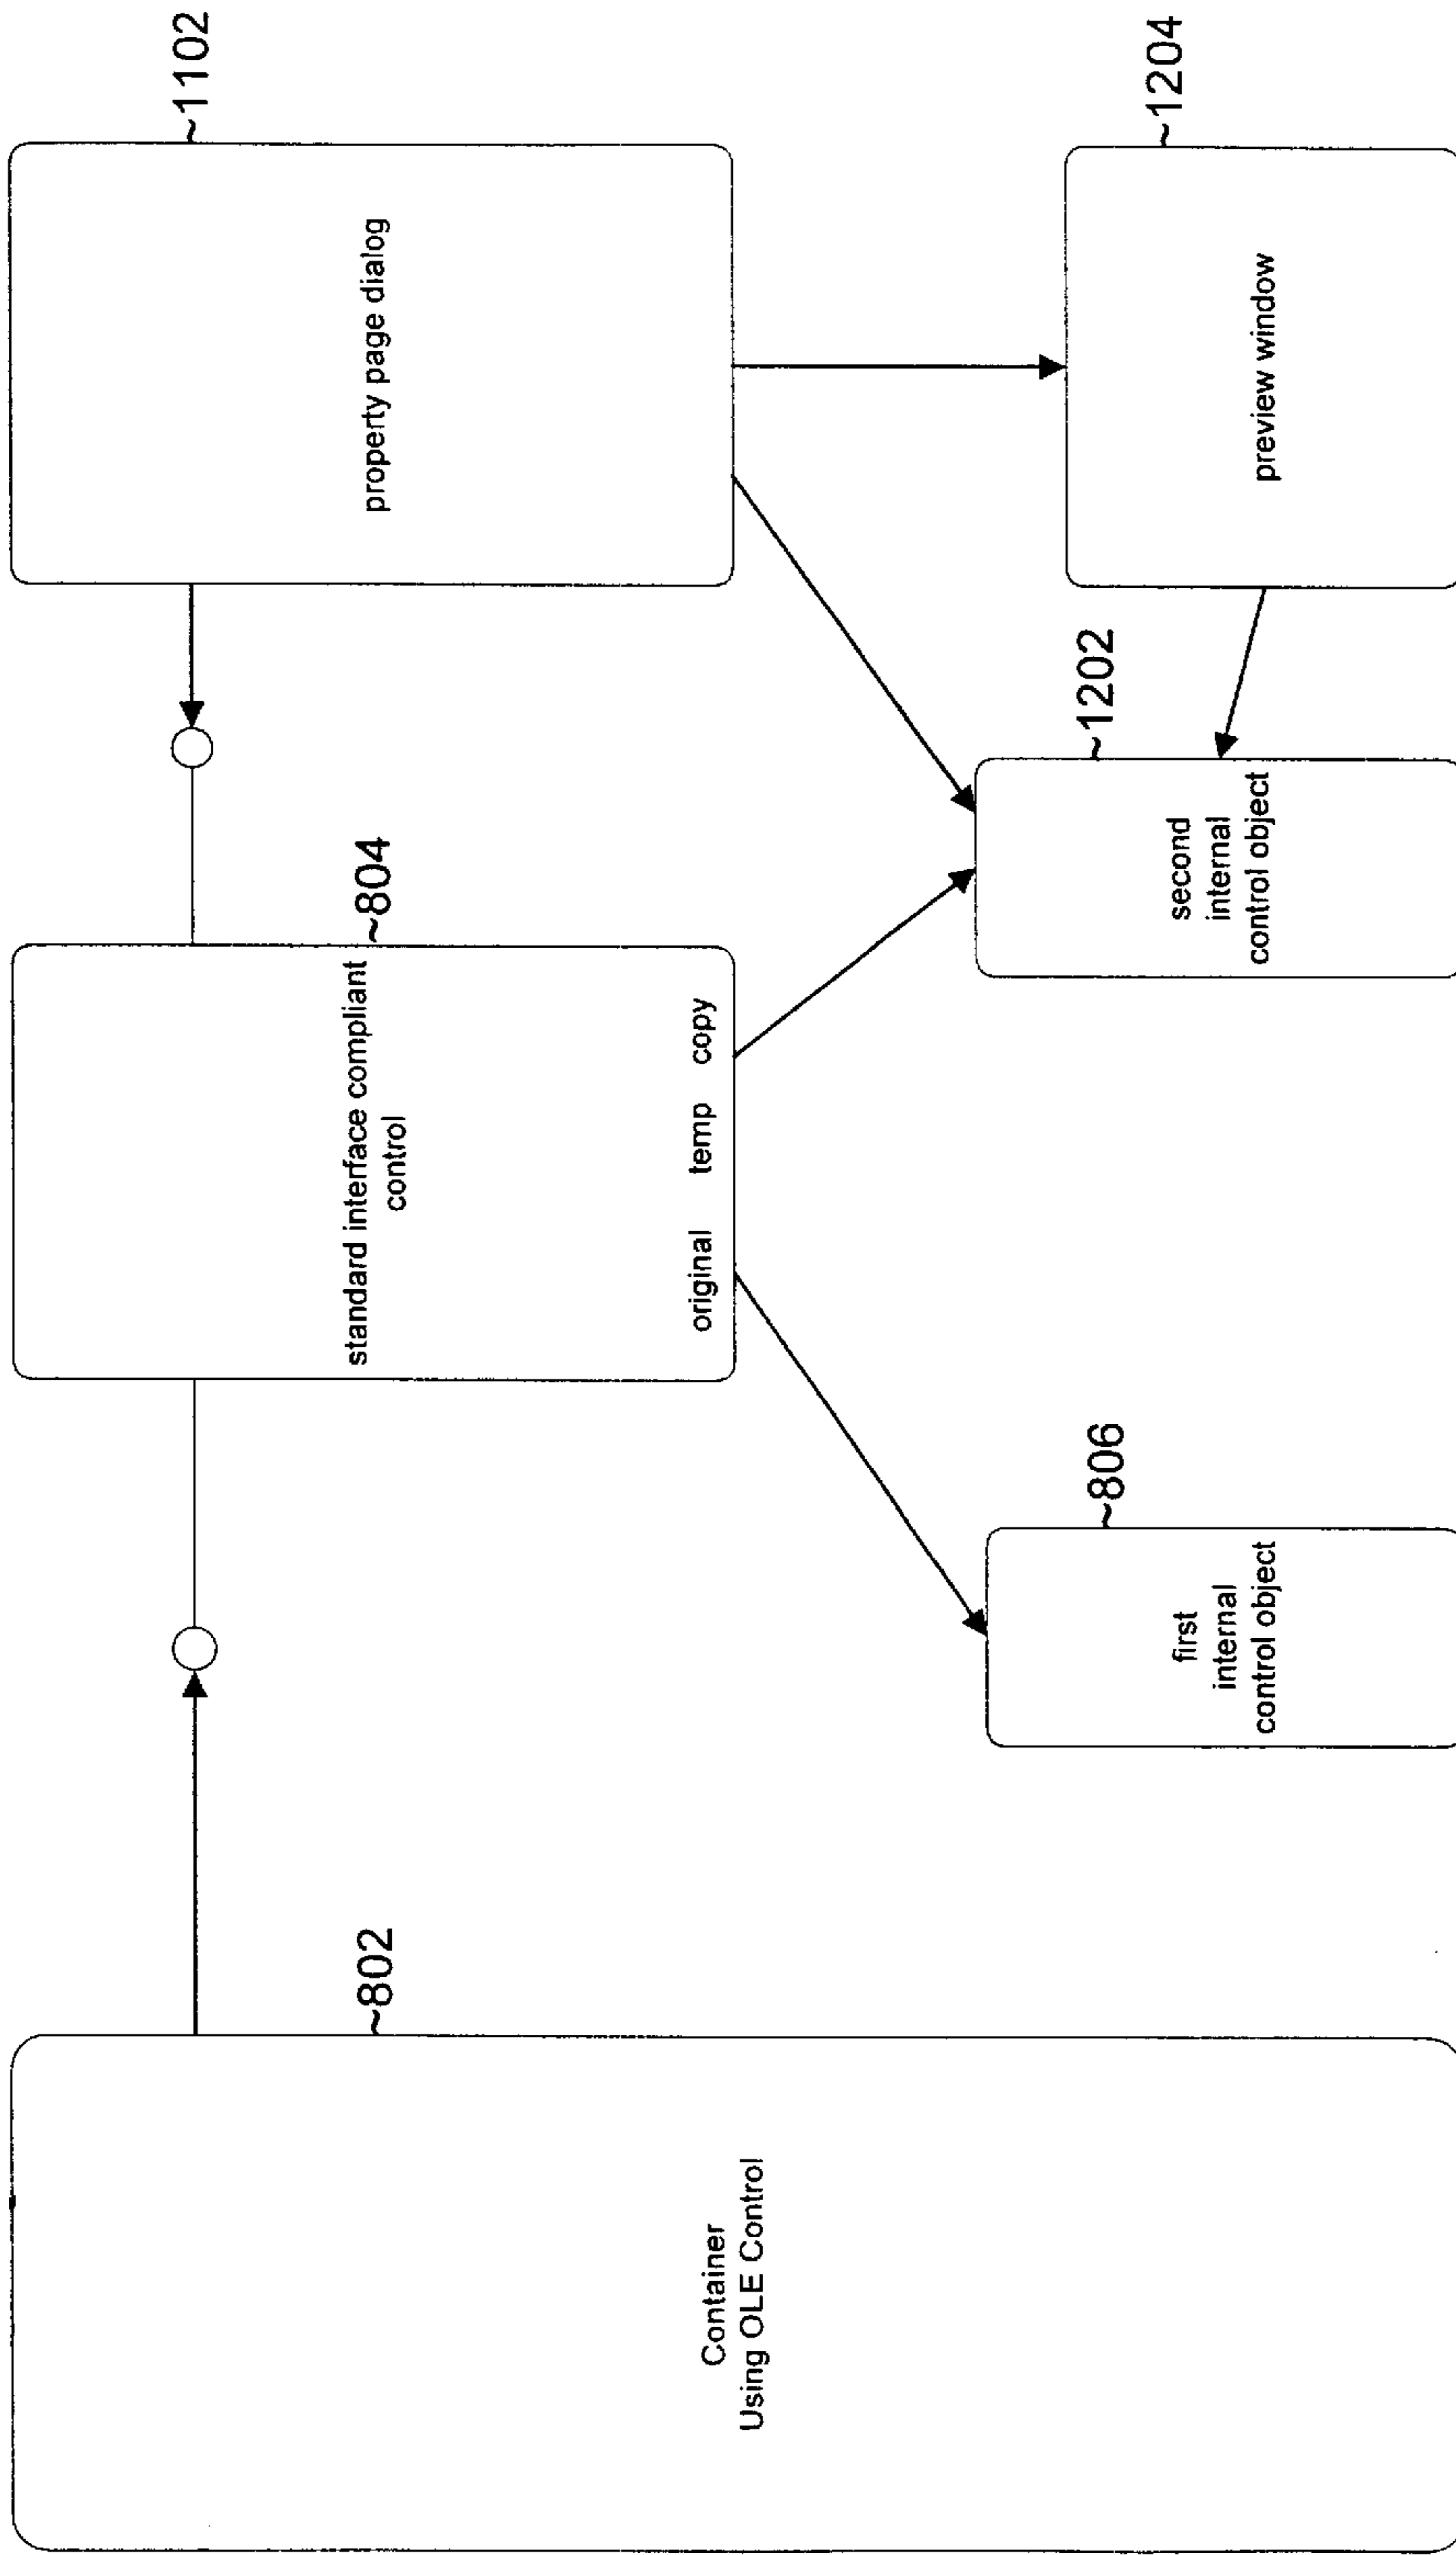 Container
Using OLE Control
~802
standard interface compliant
control
original temp copy
~804
property page dialog
~1102
first
internal
control object
~806
second
internal
control object
~1202
preview window
~1204